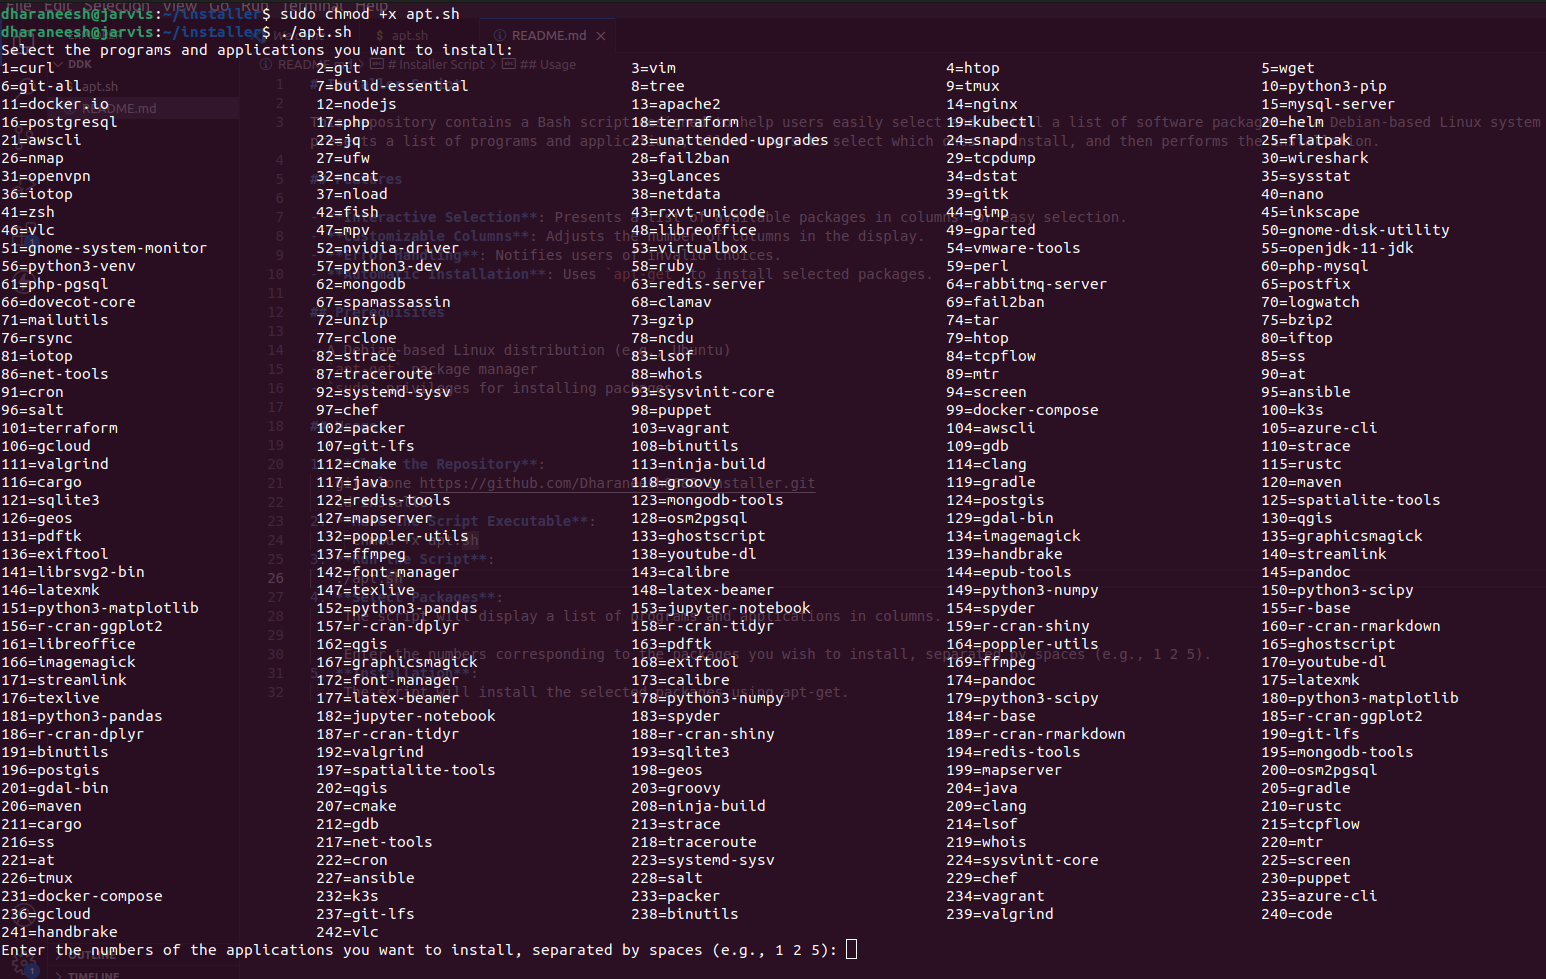 dharaneesh@jarvis:~/installer$ sudo chmod +x apt.sh
dharaneesh@jarvis:~/installer$ ./apt.sh
Select the programs and applications you want to install:
1=curl 2=git 3=vim 4=htop 5=wget
6=git-all 7=build-essential 8=tree 9=tmux 10=python3-pip
11=docker.io 12=nodejs 13=apache2 14=nginx 15=mysql-server
16=postgresql 17=php 18=terraform 19=kubectl 20=helm
21=awscli 22=jq 23=unattended-upgrades 24=snapd 25=flatpak
26=nmap 27=ufw 28=fail2ban 29=tcpdump 30=wireshark
31=openvpn 32=ncat 33=glances 34=dstat 35=sysstat
36=iotop 37=nload 38=netdata 39=gitk 40=nano
41=zsh 42=fish 43=rxvt-unicode 44=gimp 45=inkscape
46=vlc 47=mpv 48=libreoffice 49=gparted 50=gnome-disk-utility
51=gnome-system-monitor 52=nvidia-driver 53=virtualbox 54=vmware-tools 55=openjdk-11-jdk
56=python3-venv 57=python3-dev 58=ruby 59=perl 60=php-mysql
61=php-pgsql 62=mongodb 63=redis-server 64=rabbitmq-server 65=postfix
66=dovecot-core 67=spamassassin 68=clamav 69=fail2ban 70=logwatch
71=mailutils 72=unzip 73=gzip 74=tar 75=bzip2
76=rsync 77=rclone 78=ncdu 79=htop 80=iftop
81=iotop 82=strace 83=lsof 84=tcpflow 85=ss
86=net-tools 87=traceroute 88=whois 89=mtr 90=at
91=cron 92=systemd-sysv 93=sysvinit-core 94=screen 95=ansible
96=salt 97=chef 98=puppet 99=docker-compose 100=k3s
101=terraform 102=packer 103=vagrant 104=awscli 105=azure-cli
106=gcloud 107=git-lfs 108=binutils 109=gdb 110=strace
111=valgrind 112=cmake 113=ninja-build 114=clang 115=rustc
116=cargo 117=java 118=groovy 119=gradle 120=maven
121=sqlite3 122=redis-tools 123=mongodb-tools 124=postgis 125=spatialite-tools
126=geos 127=mapserver 128=osm2pgsql 129=gdal-bin 130=qgis
131=pdftk 132=poppler-utils 133=ghostscript 134=imagemagick 135=graphicsmagick
136=exiftool 137=ffmpeg 138=youtube-dl 139=handbrake 140=streamlink
141=librsvg2-bin 142=font-manager 143=calibre 144=epub-tools 145=pandoc
146=latexmk 147=texlive 148=latex-beamer 149=python3-numpy 150=python3-scipy
151=python3-matplotlib 152=python3-pandas 153=jupyter-notebook 154=spyder 155=r-base
156=r-cran-ggplot2 157=r-cran-dplyr 158=r-cran-tidyr 159=r-cran-shiny 160=r-cran-rmarkdown
161=libreoffice 162=qgis 163=pdftk 164=poppler-utils 165=ghostscript
166=imagemagick 167=graphicsmagick 168=exiftool 169=ffmpeg 170=youtube-dl
171=streamlink 172=font-manager 173=calibre 174=pandoc 175=latexmk
176=texlive 177=latex-beamer 178=python3-numpy 179=python3-scipy 180=python3-matplotlib
181=python3-pandas 182=jupyter-notebook 183=spyder 184=r-base 185=r-cran-ggplot2
186=r-cran-dplyr 187=r-cran-tidyr 188=r-cran-shiny 189=r-cran-rmarkdown 190=git-lfs
191=binutils 192=valgrind 193=sqlite3 194=redis-tools 195=mongodb-tools
196=postgis 197=spatialite-tools 198=geos 199=mapserver 200=osm2pgsql
201=gdal-bin 202=qgis 203=groovy 204=java 205=gradle
206=maven 207=cmake 208=ninja-build 209=clang 210=rustc
211=cargo 212=gdb 213=strace 214=lsof 215=tcpflow
216=ss 217=net-tools 218=traceroute 219=whois 220=mtr
221=at 222=cron 223=systemd-sysv 224=sysvinit-core 225=screen
226=tmux 227=ansible 228=salt 229=chef 230=puppet
231=docker-compose 232=k3s 233=packer 234=vagrant 235=azure-cli
236=gcloud 237=git-lfs 238=binutils 239=valgrind 240=code
241=handbrake 242=vlc
Enter the numbers of the applications you want to install, separated by spaces (e.g., 1 2 5):